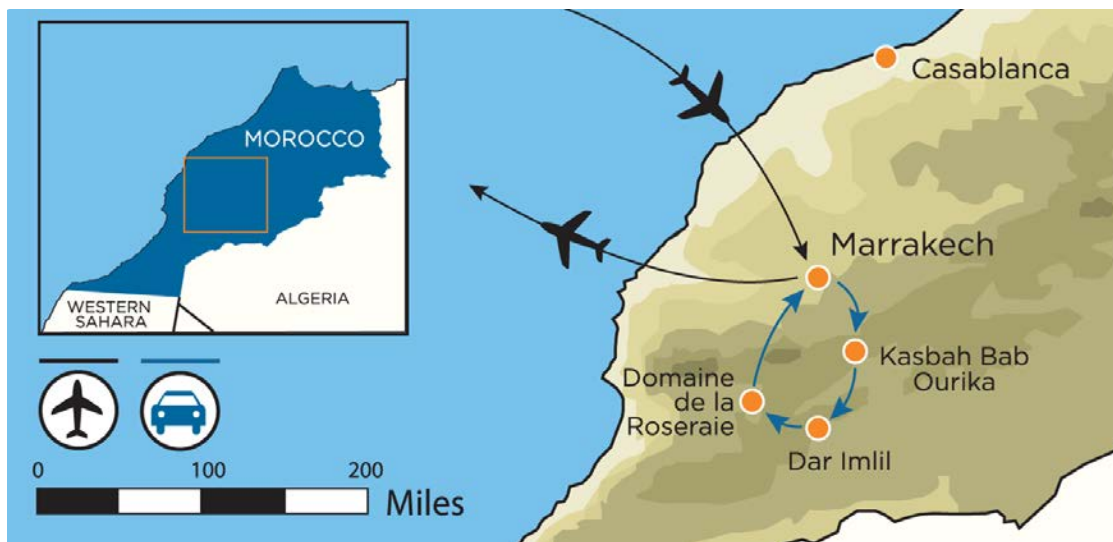 MOROCCO
WESTERN
SAHARA
ALGERIA
0 100 200
Miles
Casablanca
Marrakech
Kasbah Bab
Ourika
Domaine
de la
Roseraie
Dar Imlil